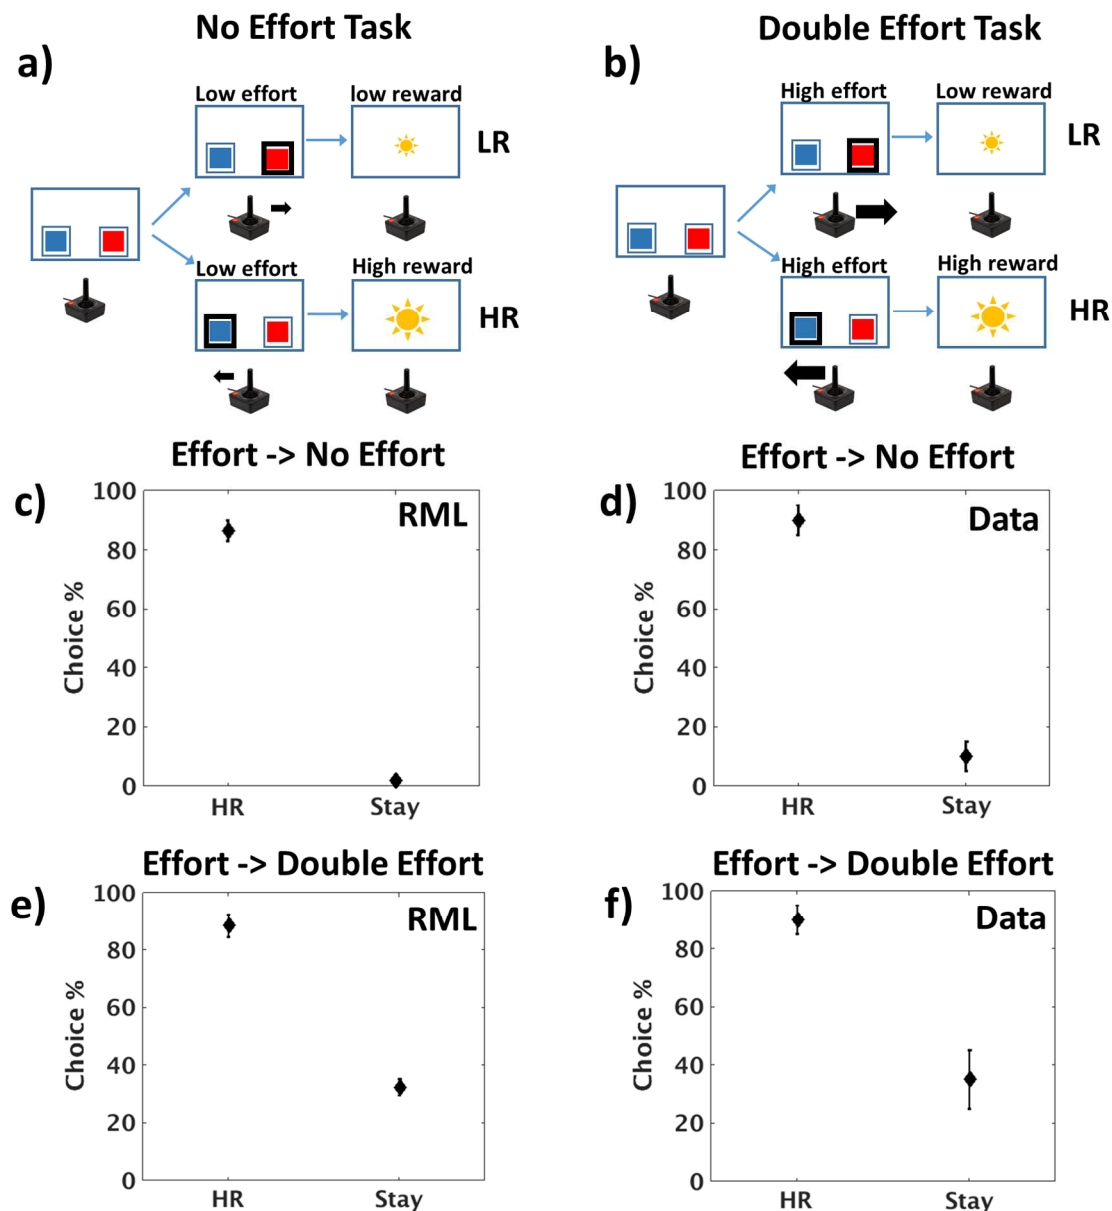 No Effort Task
a)
Low effort
low reward
LR
Low effort
High reward
HR
Double Effort Task
b)
High effort
Low reward
LR
High effort
High reward
HR
Effort -> No Effort
c)
RML
Choice %
100
80
60
40
20
0
HR
Stay
Effort -> No Effort
d)
Data
Choice %
100
80
60
40
20
0
HR
Stay
Effort -> Double Effort
e)
RML
Choice %
100
80
60
40
20
0
HR
Stay
Effort -> Double Effort
f)
Data
Choice %
100
80
60
40
20
0
HR
Stay